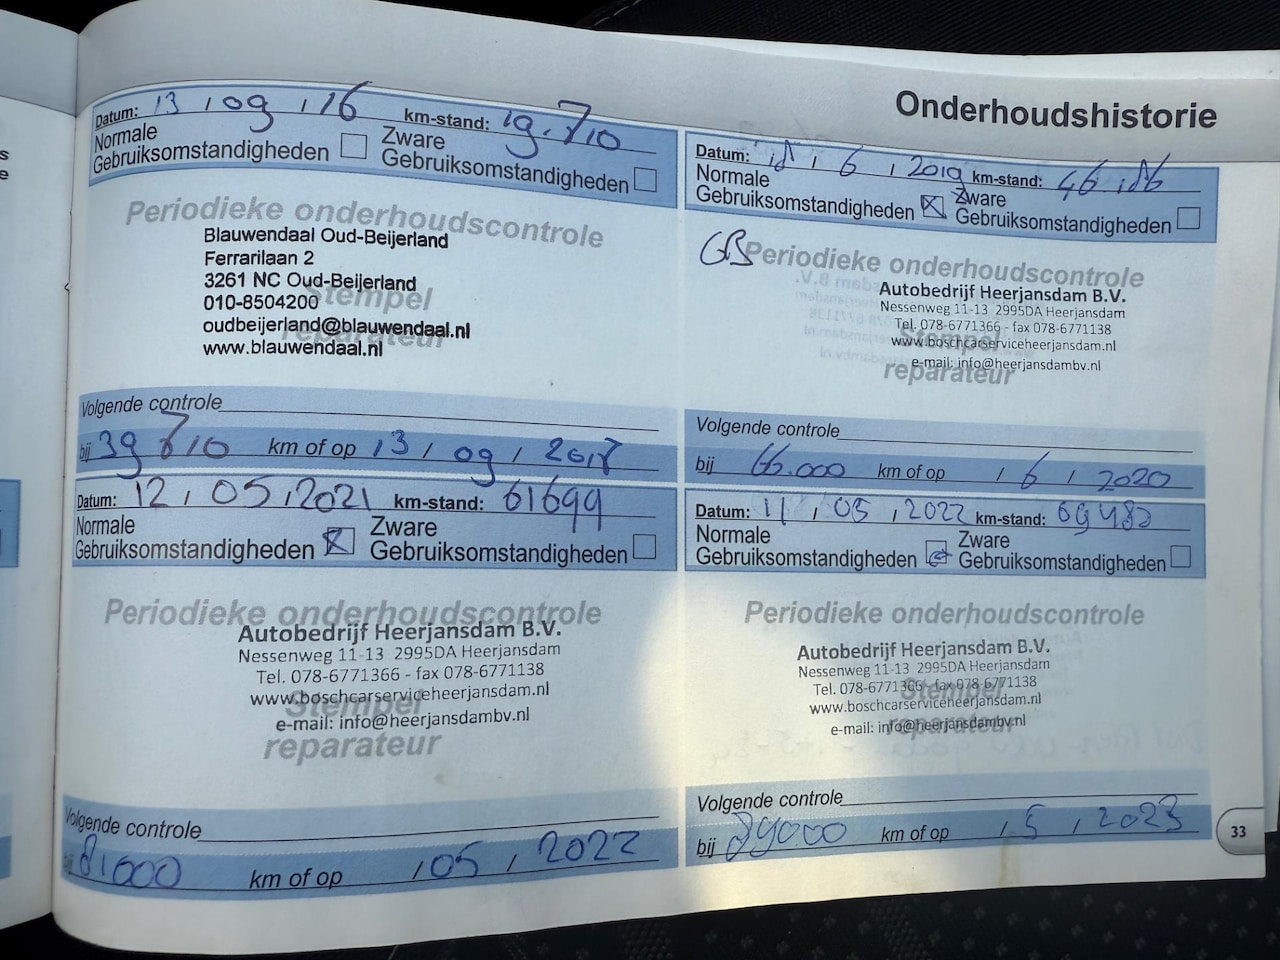 Onderhoudshistorie
Datum: 13 / 09 / 16 km-stand: 19.710
Normale Gebruiksomstandigheden Zware Gebruiksomstandigheden
Periodieke onderhoudscontrole
Blauwendaal Oud-Beijerland
Ferrarilaan 2
3261 NC Oud-Beijerland
010-8504200
Stempel
oudbeijerland@blauwendaal.nl
reparateur
www.blauwendaal.nl
Volgende controle
bij 39710 km of op 13 / 09 / 2017
Datum: / 6 / 2019 km-stand: 46
Normale Gebruiksomstandigheden Zware Gebruiksomstandigheden
GB
Periodieke onderhoudscontrole
Autobedrijf Heerjansdam B.V.
Nessenweg 11-13 2995DA Heerjansdam
Tel. 078-6771366 - fax 078-6771138
Stempel
www.boschcarserviceheerjansdam.nl
e-mail: info@heerjansdambv.nl
reparateur
Volgende controle
bij 66.000 km of op / 6 / 2020
Datum: 12 / 05 / 2021 km-stand: 61699
Normale Gebruiksomstandigheden Zware Gebruiksomstandigheden
Periodieke onderhoudscontrole
Autobedrijf Heerjansdam B.V.
Nessenweg 11-13 2995DA Heerjansdam
Tel. 078-6771366 - fax 078-6771138
www.boschcarserviceheerjansdam.nl
Stempel
e-mail: info@heerjansdambv.nl
reparateur
Volgende controle
bij 81000 km of op / 05 / 2022
Datum: 11 / 05 / 2022 km-stand: 69482
Normale Gebruiksomstandigheden Zware Gebruiksomstandigheden
Periodieke onderhoudscontrole
Autobedrijf Heerjansdam B.V.
Nessenweg 11-13 2995DA Heerjansdam
Tel. 078-6771366 - fax 078-6771138
Stempel
www.boschcarserviceheerjansdam.nl
e-mail: info@heerjansdambv.nl
reparateur
Volgende controle
bij 89000 km of op / 5 / 2023
33